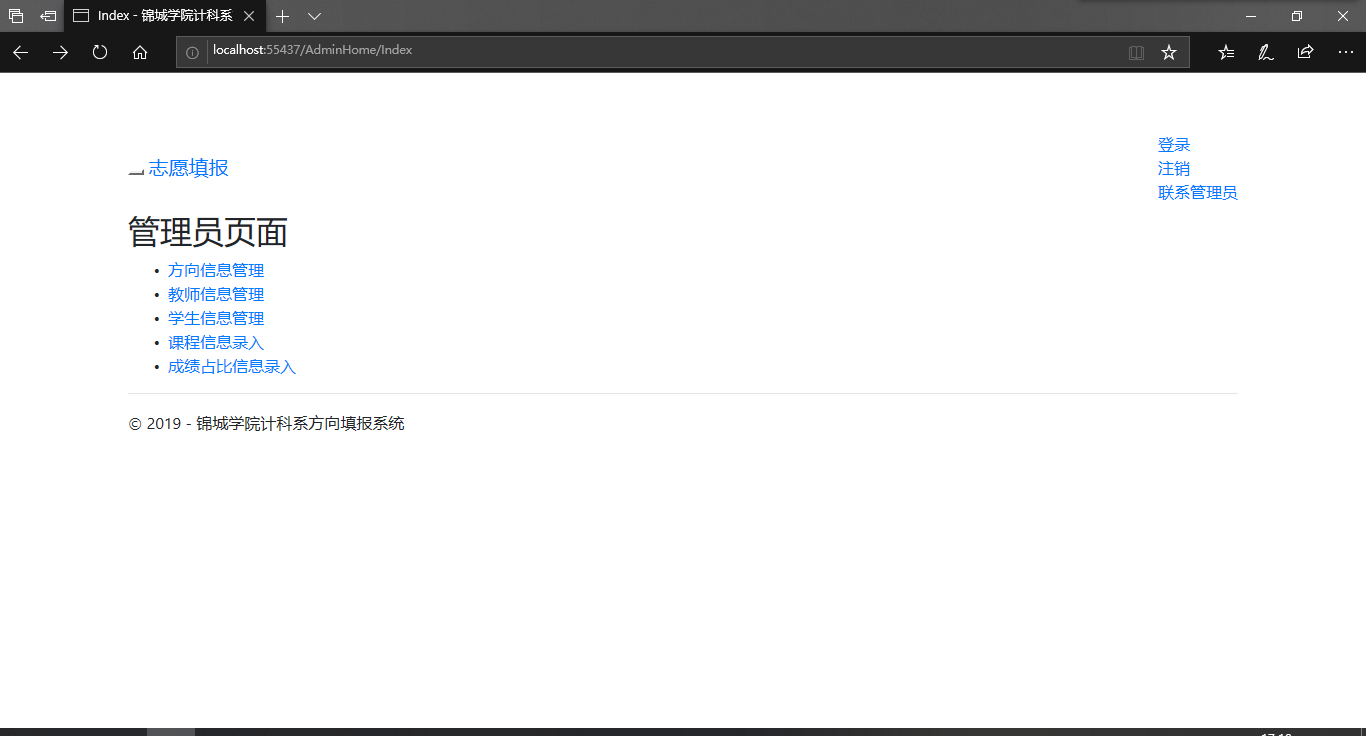 Index - 锦城学院计科系
localhost:55437/AdminHome/Index
登录
注销
联系管理员
志愿填报
管理员页面
• 方向信息管理
• 教师信息管理
• 学生信息管理
• 课程信息录入
• 成绩占比信息录入
© 2019 - 锦城学院计科系方向填报系统